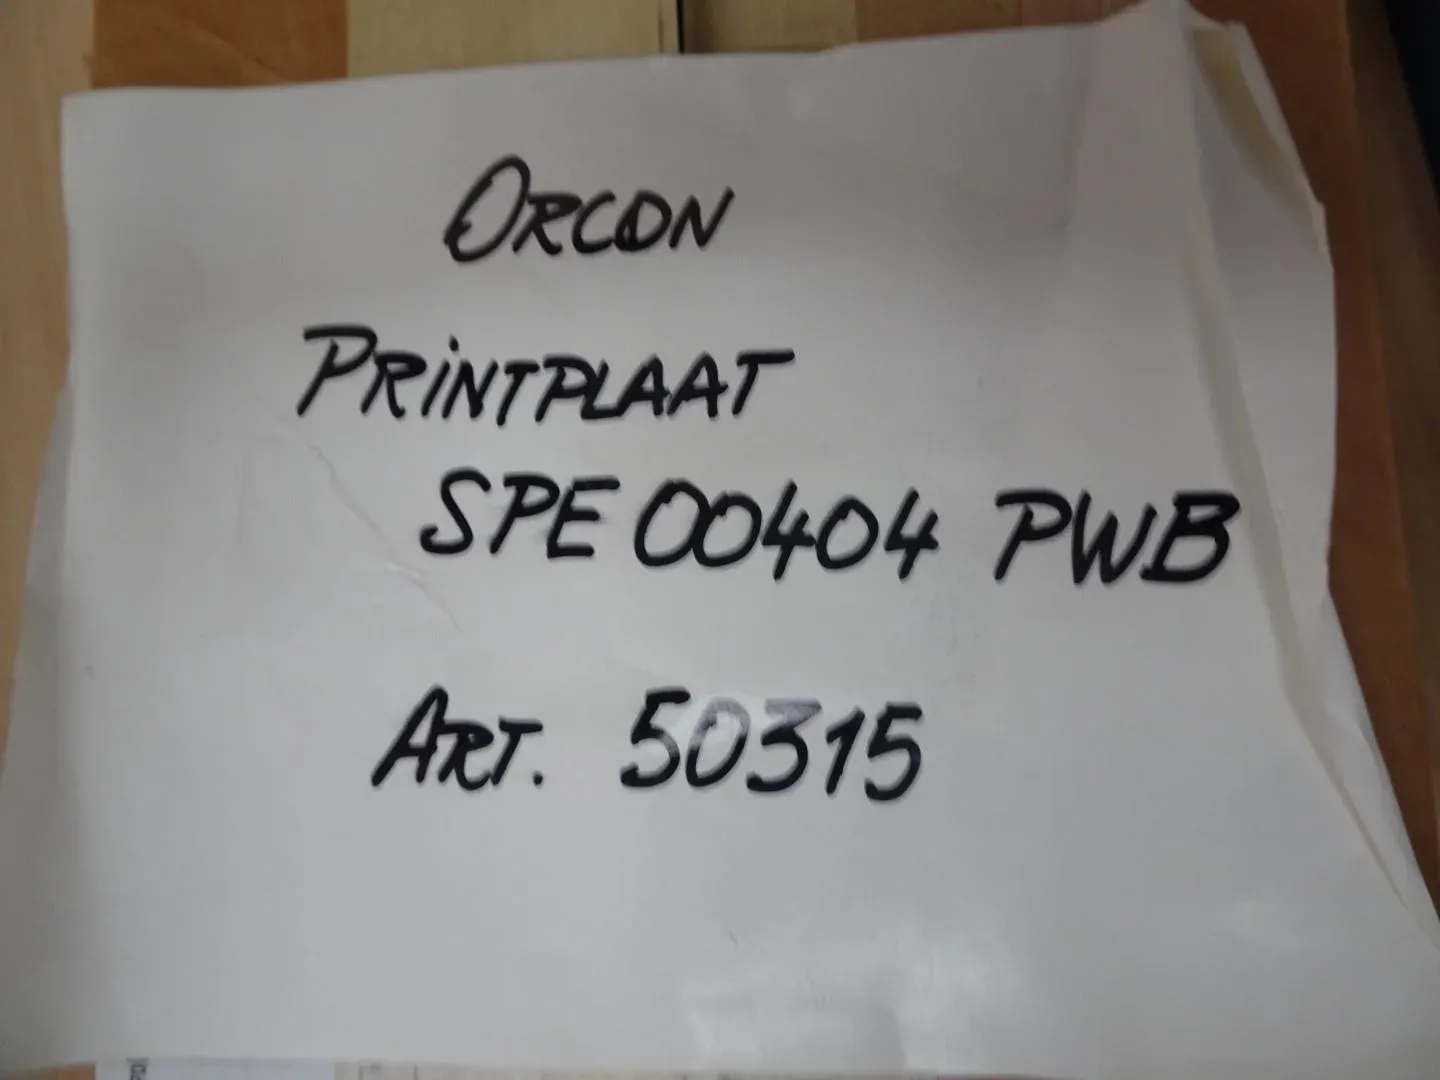 ORCON
PRiNTPLAAT
SPE 00404 PWB
ART. 50315